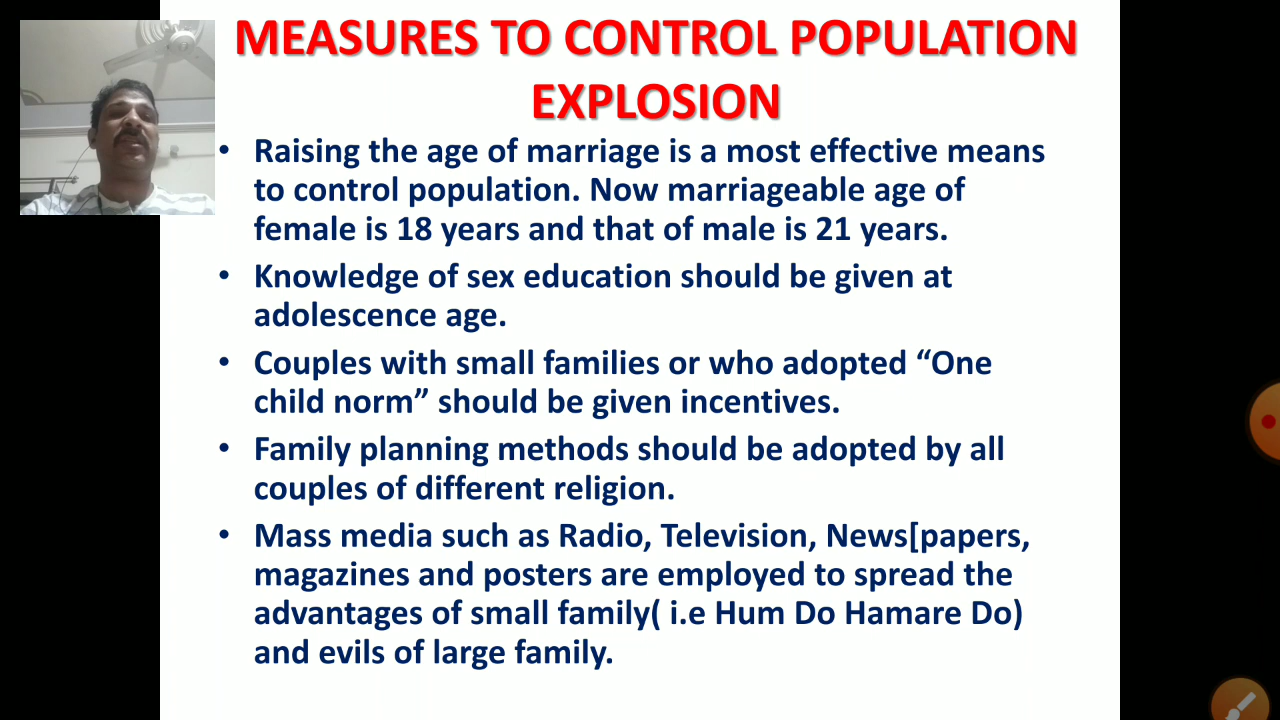 MEASURES TO CONTROL POPULATION
EXPLOSION
• Raising the age of marriage is a most effective means
to control population. Now marriageable age of
female is 18 years and that of male is 21 years.
• Knowledge of sex education should be given at
adolescence age.
• Couples with small families or who adopted “One
child norm” should be given incentives.
• Family planning methods should be adopted by all
couples of different religion.
• Mass media such as Radio, Television, News[papers,
magazines and posters are employed to spread the
advantages of small family( i.e Hum Do Hamare Do)
and evils of large family.